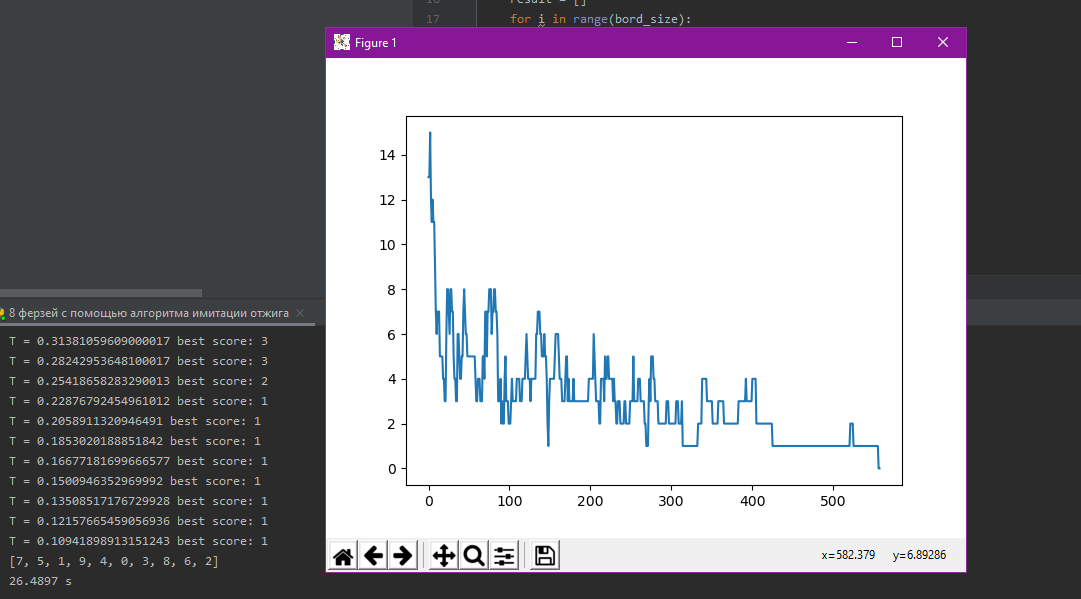 16 result = []
17 for i in range(bord_size):
Figure 1
14
12
10
8
6
4
2
0
0 100 200 300 400 500
x=582.379 y=6.89286
8 ферзей с помощью алгоритма имитации отжига
T = 0.31381059609000017 best score: 3
T = 0.28242953648100017 best score: 3
T = 0.25418658283290013 best score: 2
T = 0.22876792454961012 best score: 1
T = 0.2058911320946491 best score: 1
T = 0.1853020188851842 best score: 1
T = 0.16677181699666577 best score: 1
T = 0.1500946352969992 best score: 1
T = 0.13508517176729928 best score: 1
T = 0.12157665459056936 best score: 1
T = 0.10941898913151243 best score: 1
[7, 5, 1, 9, 4, 0, 3, 8, 6, 2]
26.4897 s